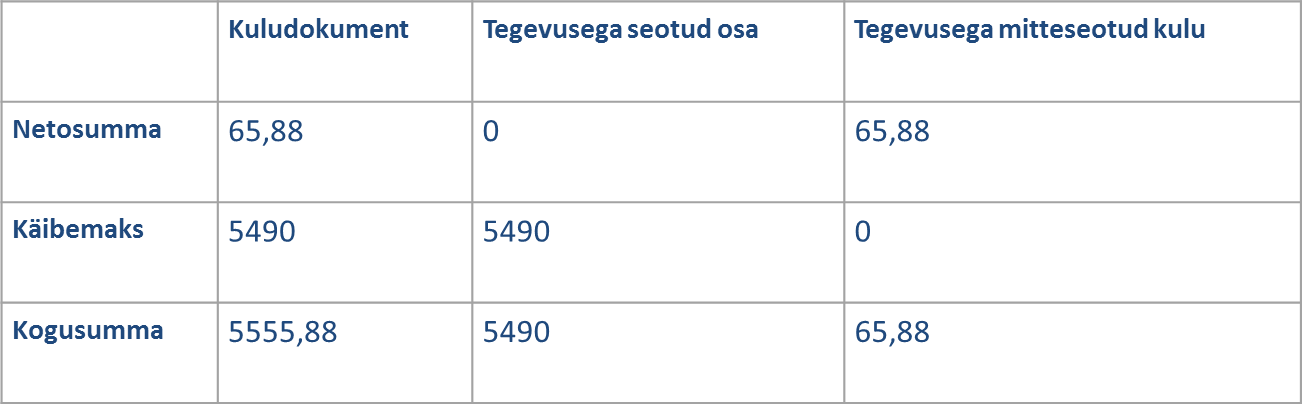 Kuludokument Tegevusega seotud osa Tegevusega mitteseotud kulu
Netosumma 65,88 0 65,88
Käibemaks 5490 5490 0
Kogusumma 5555,88 5490 65,88